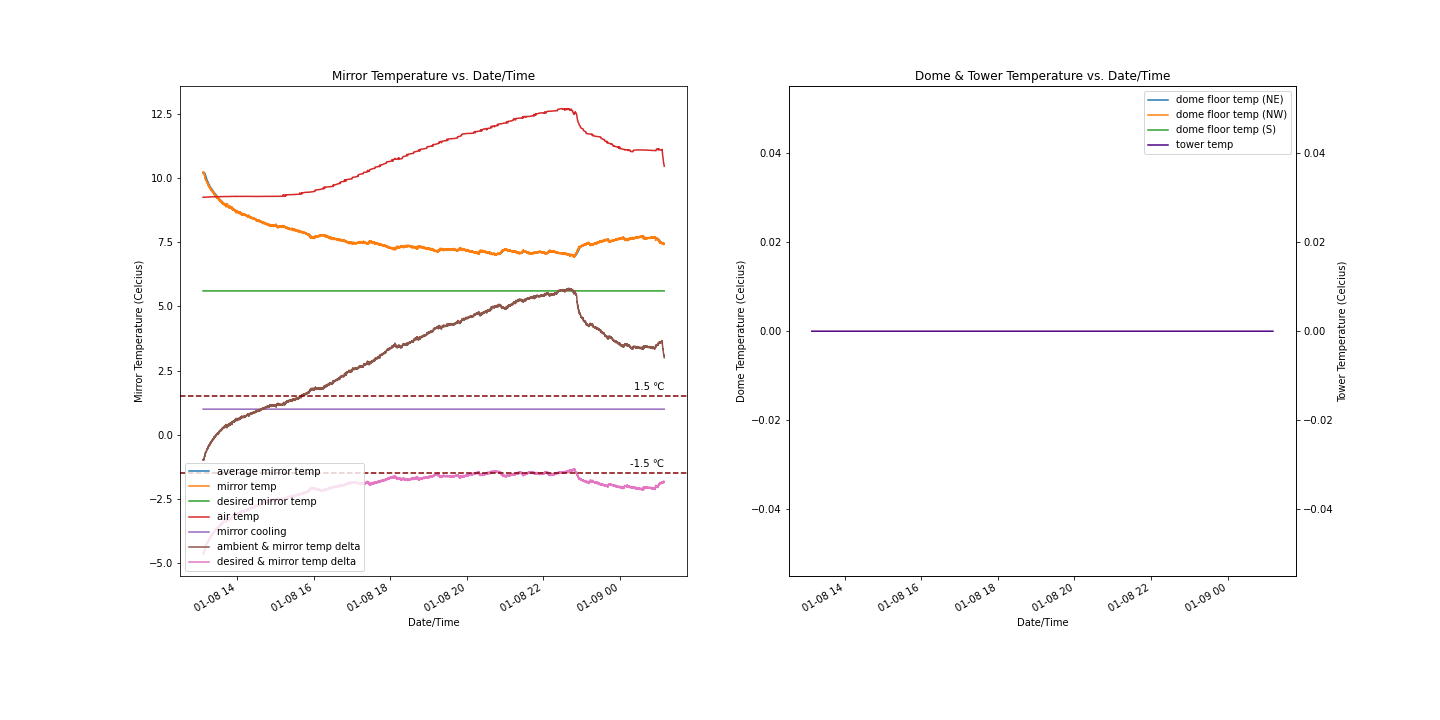 Mirror Temperature vs. Date/Time
12.5
10.0
7.5
5.0
2.5
0.0
−2.5
−5.0
Mirror Temperature (Celcius)
1.5 °C
-1.5 °C
average mirror temp
mirror temp
desired mirror temp
air temp
mirror cooling
ambient & mirror temp delta
desired & mirror temp delta
01-08 14
01-08 16
01-08 18
01-08 20
01-08 22
01-09 00
Date/Time
Dome & Tower Temperature vs. Date/Time
dome floor temp (NE)
dome floor temp (NW)
dome floor temp (S)
tower temp
0.04
0.02
0.00
−0.02
−0.04
Dome Temperature (Celcius)
0.04
0.02
0.00
−0.02
−0.04
Tower Temperature (Celcius)
01-08 14
01-08 16
01-08 18
01-08 20
01-08 22
01-09 00
Date/Time